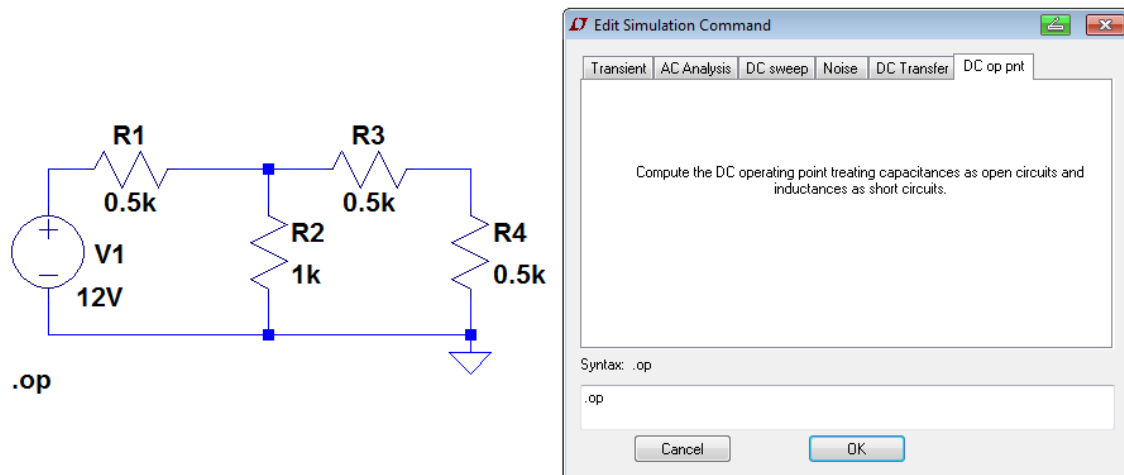 R1
0.5k
R3
0.5k
R2
1k
R4
0.5k
+
V1
–
12V
.op
Edit Simulation Command
Transient AC Analysis DC sweep Noise DC Transfer DC op pnt
Compute the DC operating point treating capacitances as open circuits and
inductances as short circuits.
Syntax: .op
.op
Cancel OK